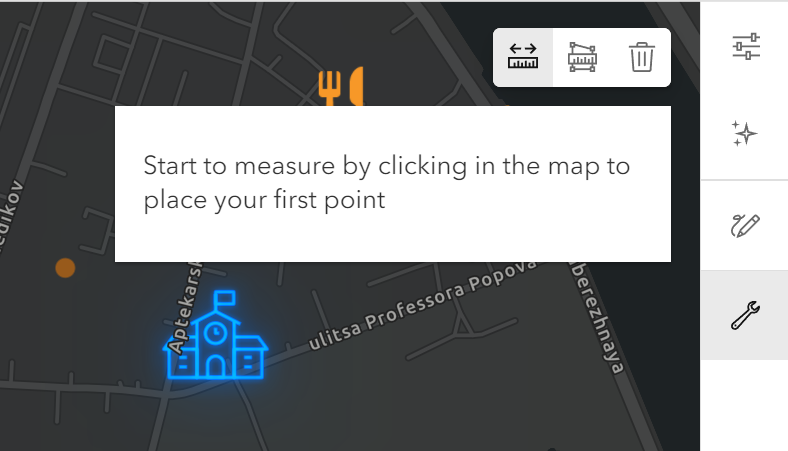 Start to measure by clicking in the map to
place your first point
edikov
Aptekarsk
ulitsa Professora Popova
berezhnaya